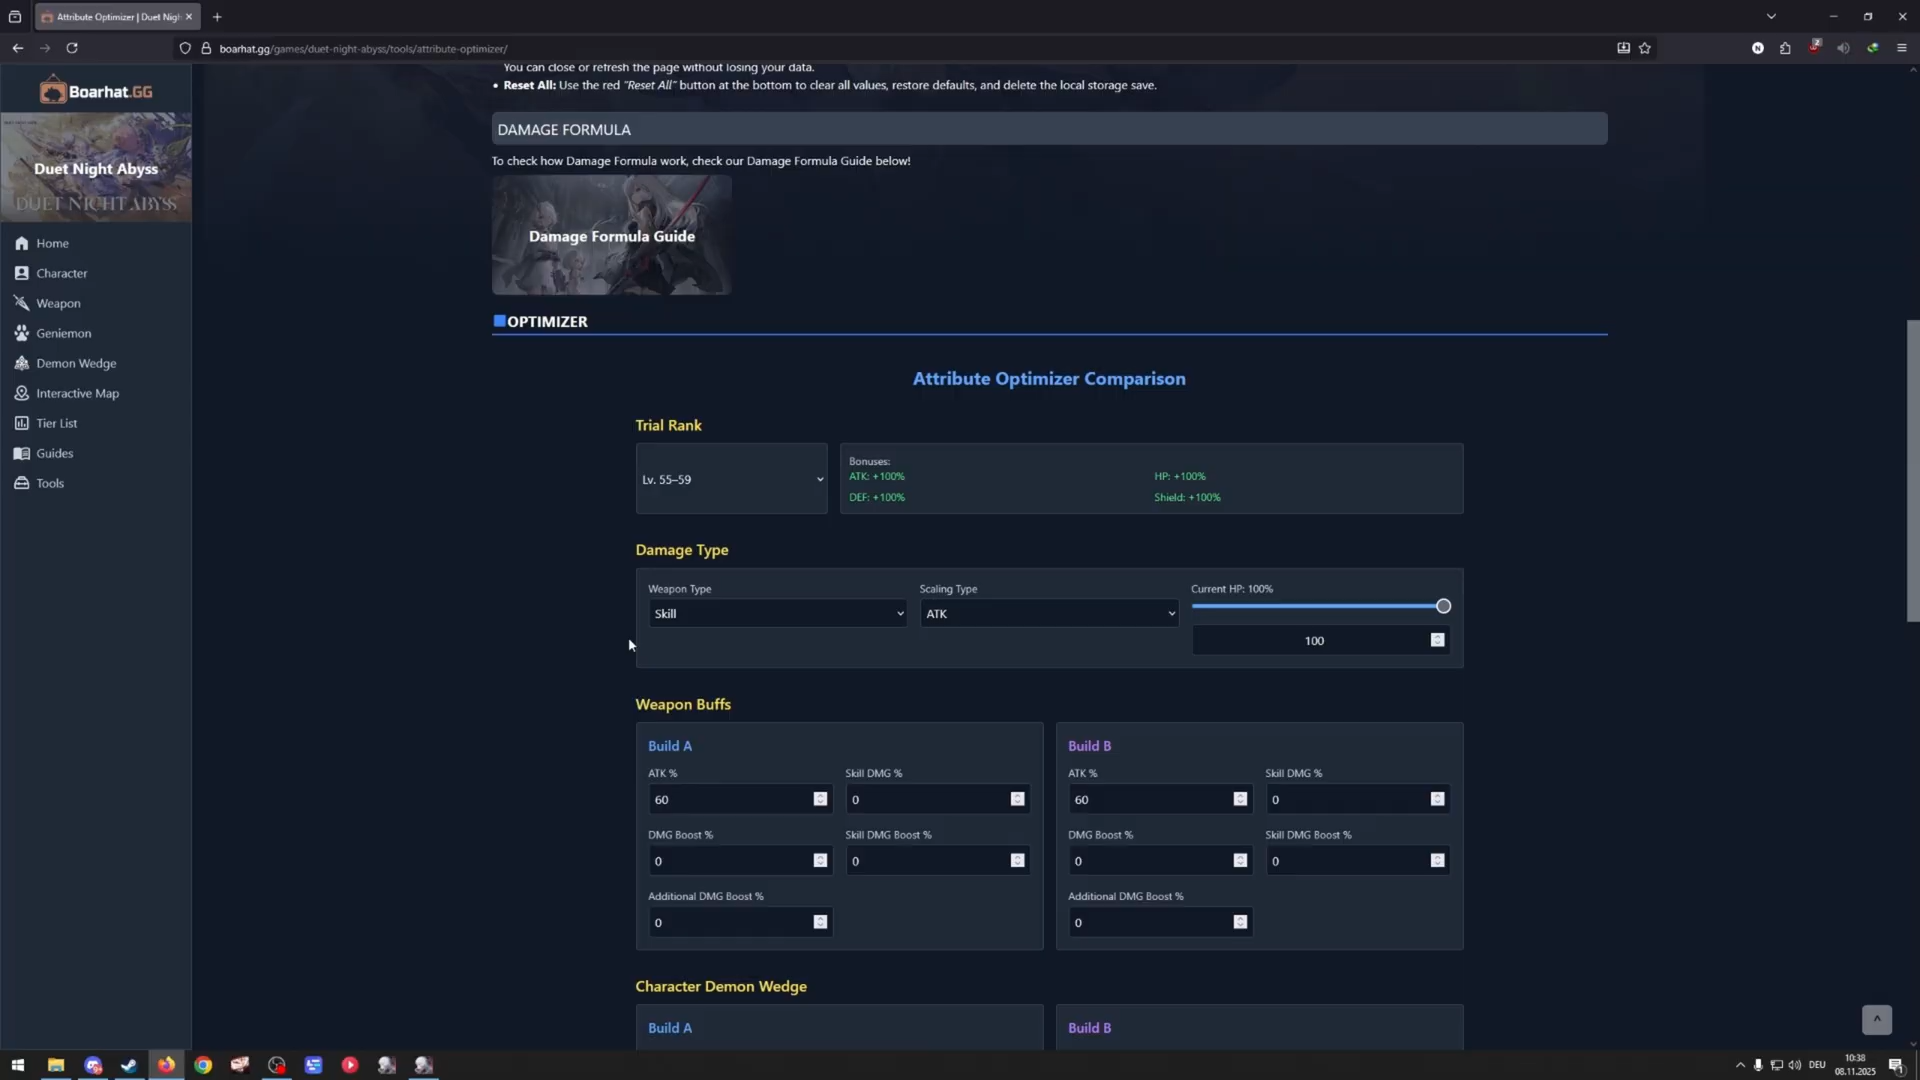 Attribute Optimizer | Duet Nigh
boarhat.gg/games/duet-night-abyss/tools/attribute-optimizer/
N
2
Boarhat.GG
Duet Night Abyss
DUET NIGHT ABYSS
Home
Character
Weapon
Geniemon
Demon Wedge
Interactive Map
Tier List
Guides
Tools
You can close or refresh the page without losing your data.
• Reset All: Use the red "Reset All" button at the bottom to clear all values, restore defaults, and delete the local storage save.
DAMAGE FORMULA
To check how Damage Formula work, check our Damage Formula Guide below!
Damage Formula Guide
OPTIMIZER
Attribute Optimizer Comparison
Trial Rank
Lv. 55–59
Bonuses:
ATK: +100% HP: +100%
DEF: +100% Shield: +100%
Damage Type
Weapon Type Scaling Type Current HP: 100%
Skill ATK
100
Weapon Buffs
Build A
ATK % Skill DMG %
60 0
DMG Boost % Skill DMG Boost %
0 0
Additional DMG Boost %
0
Build B
ATK % Skill DMG %
60 0
DMG Boost % Skill DMG Boost %
0 0
Additional DMG Boost %
0
Character Demon Wedge
Build A Build B
DEU
10:38
08.11.2025